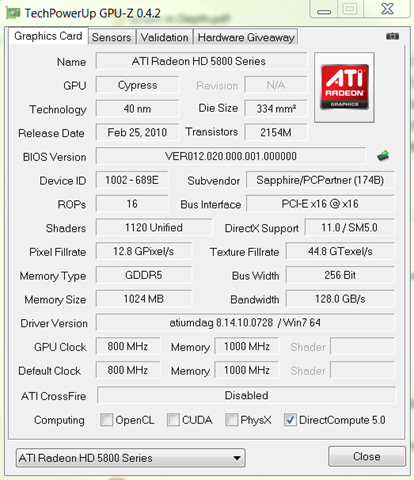 TechPowerUp GPU-Z 0.4.2
Graphics Card Sensors Validation Hardware Giveaway
Name ATI Radeon HD 5800 Series
GPU Cypress Revision N/A
ATI
RADEON
GRAPHICS
Technology 40 nm Die Size 334 mm²
Release Date Feb 25, 2010 Transistors 2154M
BIOS Version VER012.020.000.001.000000
Device ID 1002 - 689E Subvendor Sapphire/PCPartner (174B)
ROPs 16 Bus Interface PCI-E x16 @ x16
Shaders 1120 Unified DirectX Support 11.0 / SM5.0
Pixel Fillrate 12.8 GPixel/s Texture Fillrate 44.8 GTexel/s
Memory Type GDDR5 Bus Width 256 Bit
Memory Size 1024 MB Bandwidth 128.0 GB/s
Driver Version atiumdag 8.14.10.0728 / Win7 64
GPU Clock 800 MHz Memory 1000 MHz Shader
Default Clock 800 MHz Memory 1000 MHz Shader
ATI CrossFire Disabled
Computing OpenCL CUDA PhysX DirectCompute 5.0
ATI Radeon HD 5800 Series Close